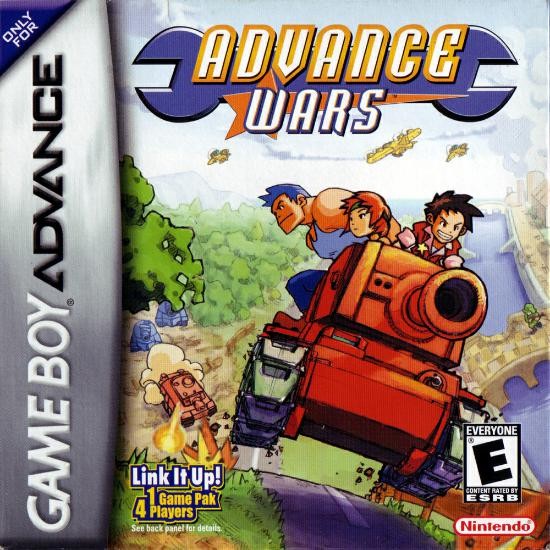 ONLY
FOR
GAME BOY ADVANCE
ADVANCE
WARS
Link It Up!
1 Game Pak
4 Players
See back panel for details.
EVERYONE
E
CONTENT RATED BY
ESRB
Nintendo